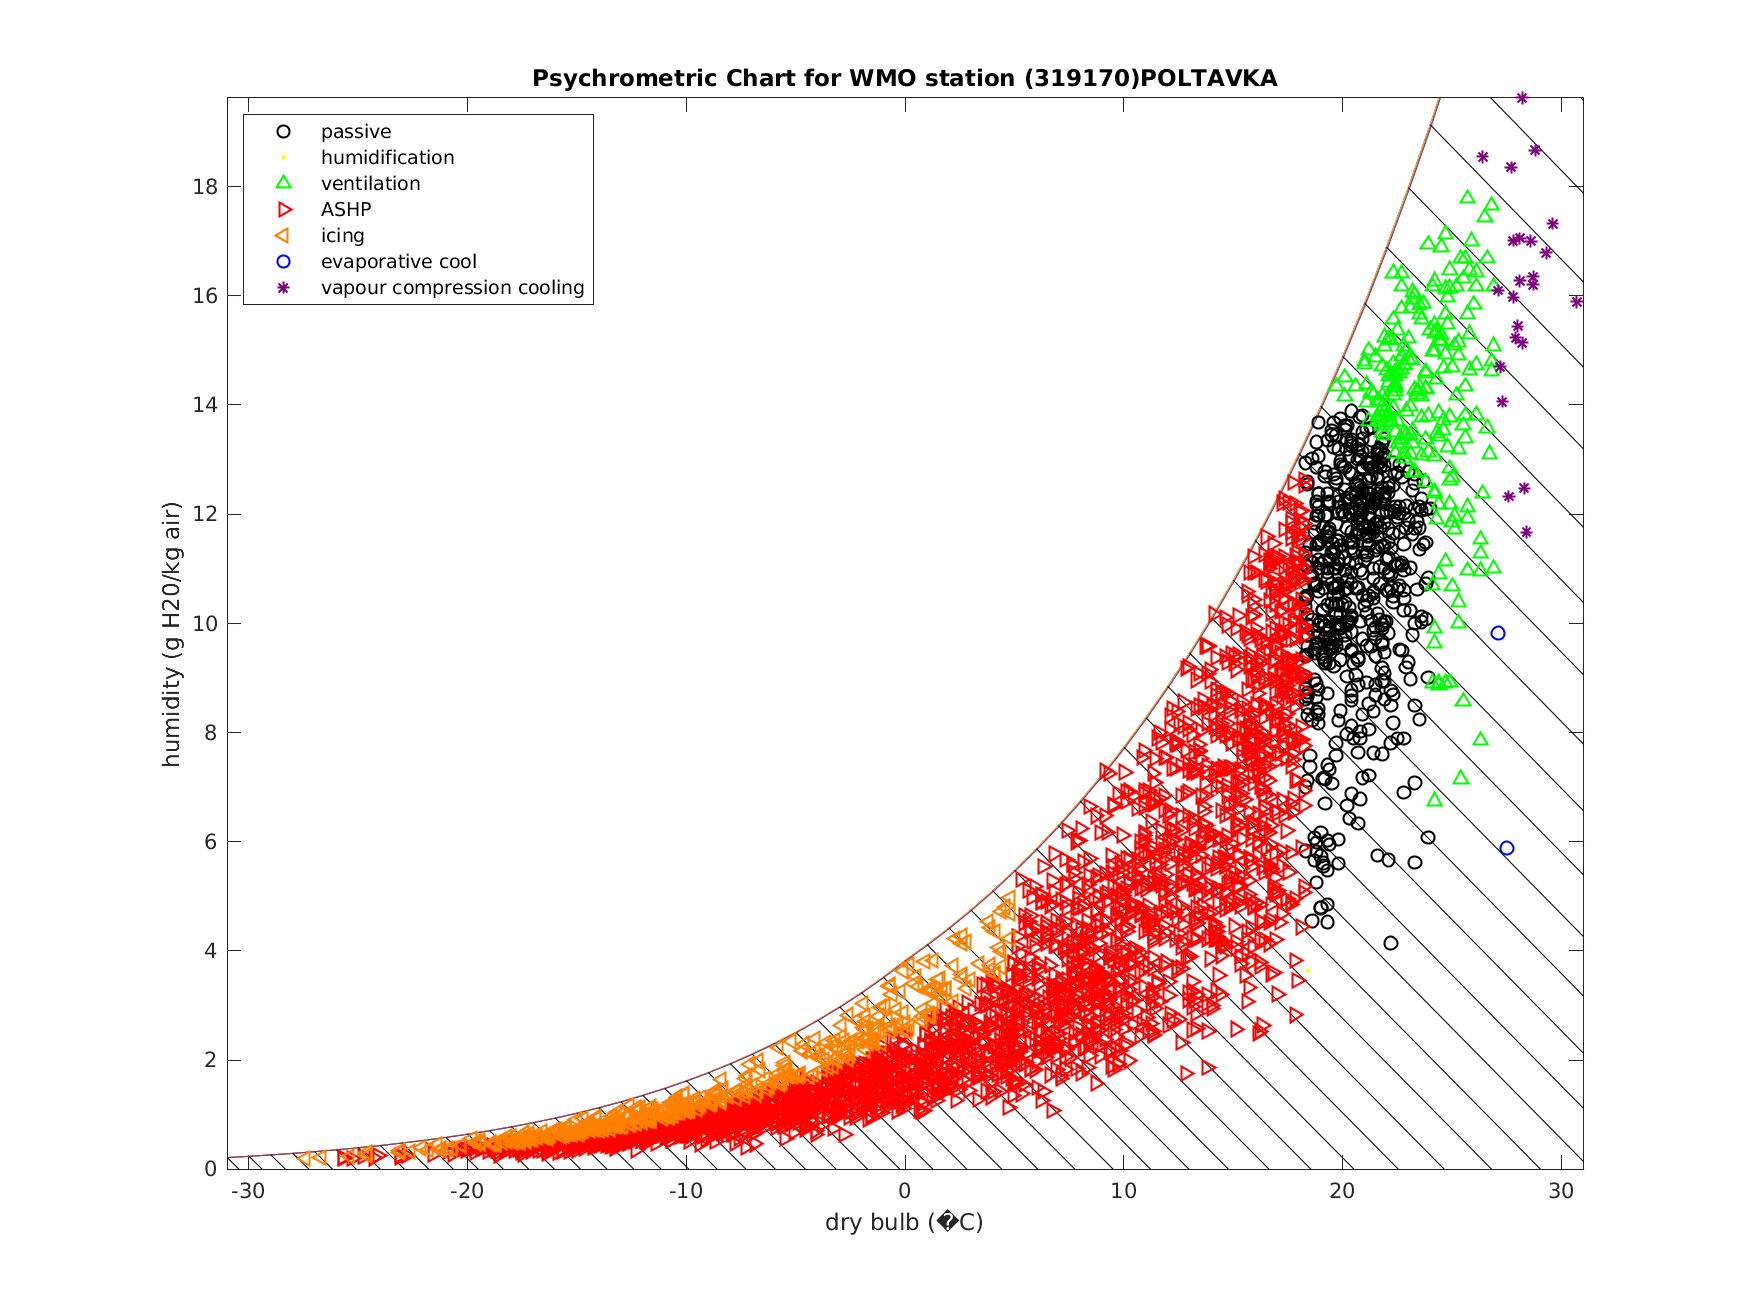 Psychrometric Chart for WMO station (319170)POLTAVKA
passive
humidification
ventilation
ASHP
icing
evaporative cool
vapour compression cooling
humidity (g H20/kg air)
18
16
14
12
10
8
6
4
2
0
-30 -20 -10 0 10 20 30
dry bulb (�C)